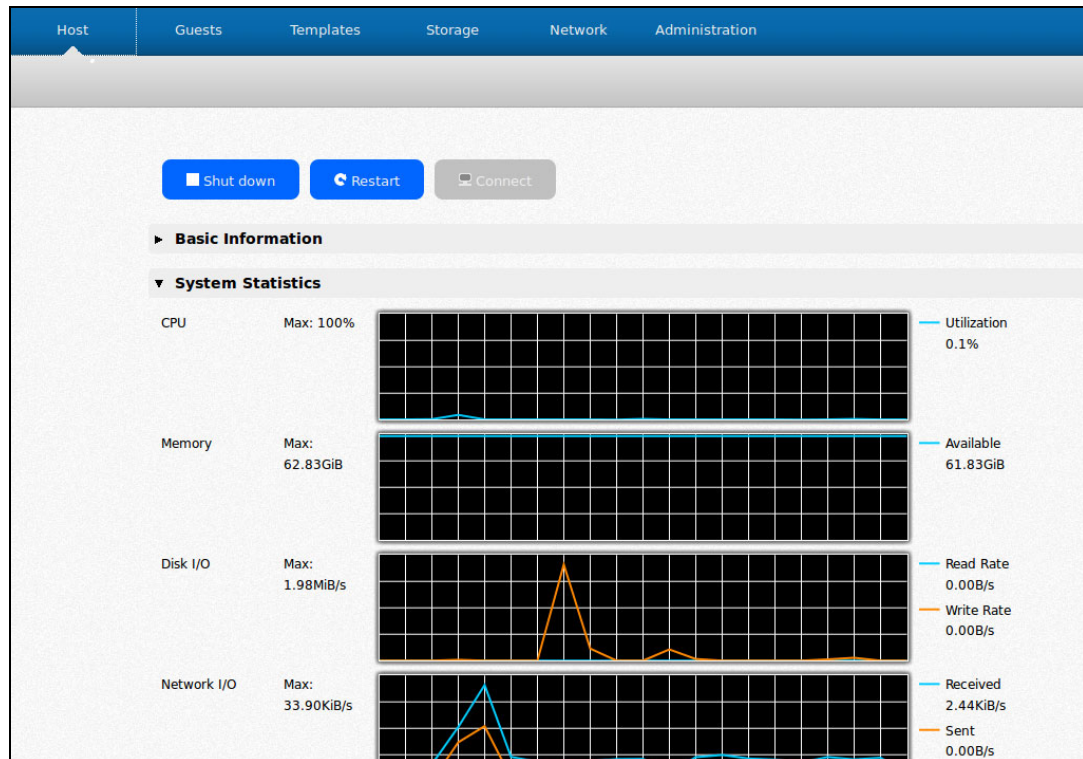 Host Guests Templates Storage Network Administration
Shut down Restart Connect
Basic Information
System Statistics
CPU Max: 100% Utilization
0.1%
Memory Max: Available
62.83GiB 61.83GiB
Disk I/O Max: Read Rate
1.98MiB/s 0.00B/s
Write Rate
0.00B/s
Network I/O Max: Received
33.90KiB/s 2.44KiB/s
Sent
0.00B/s